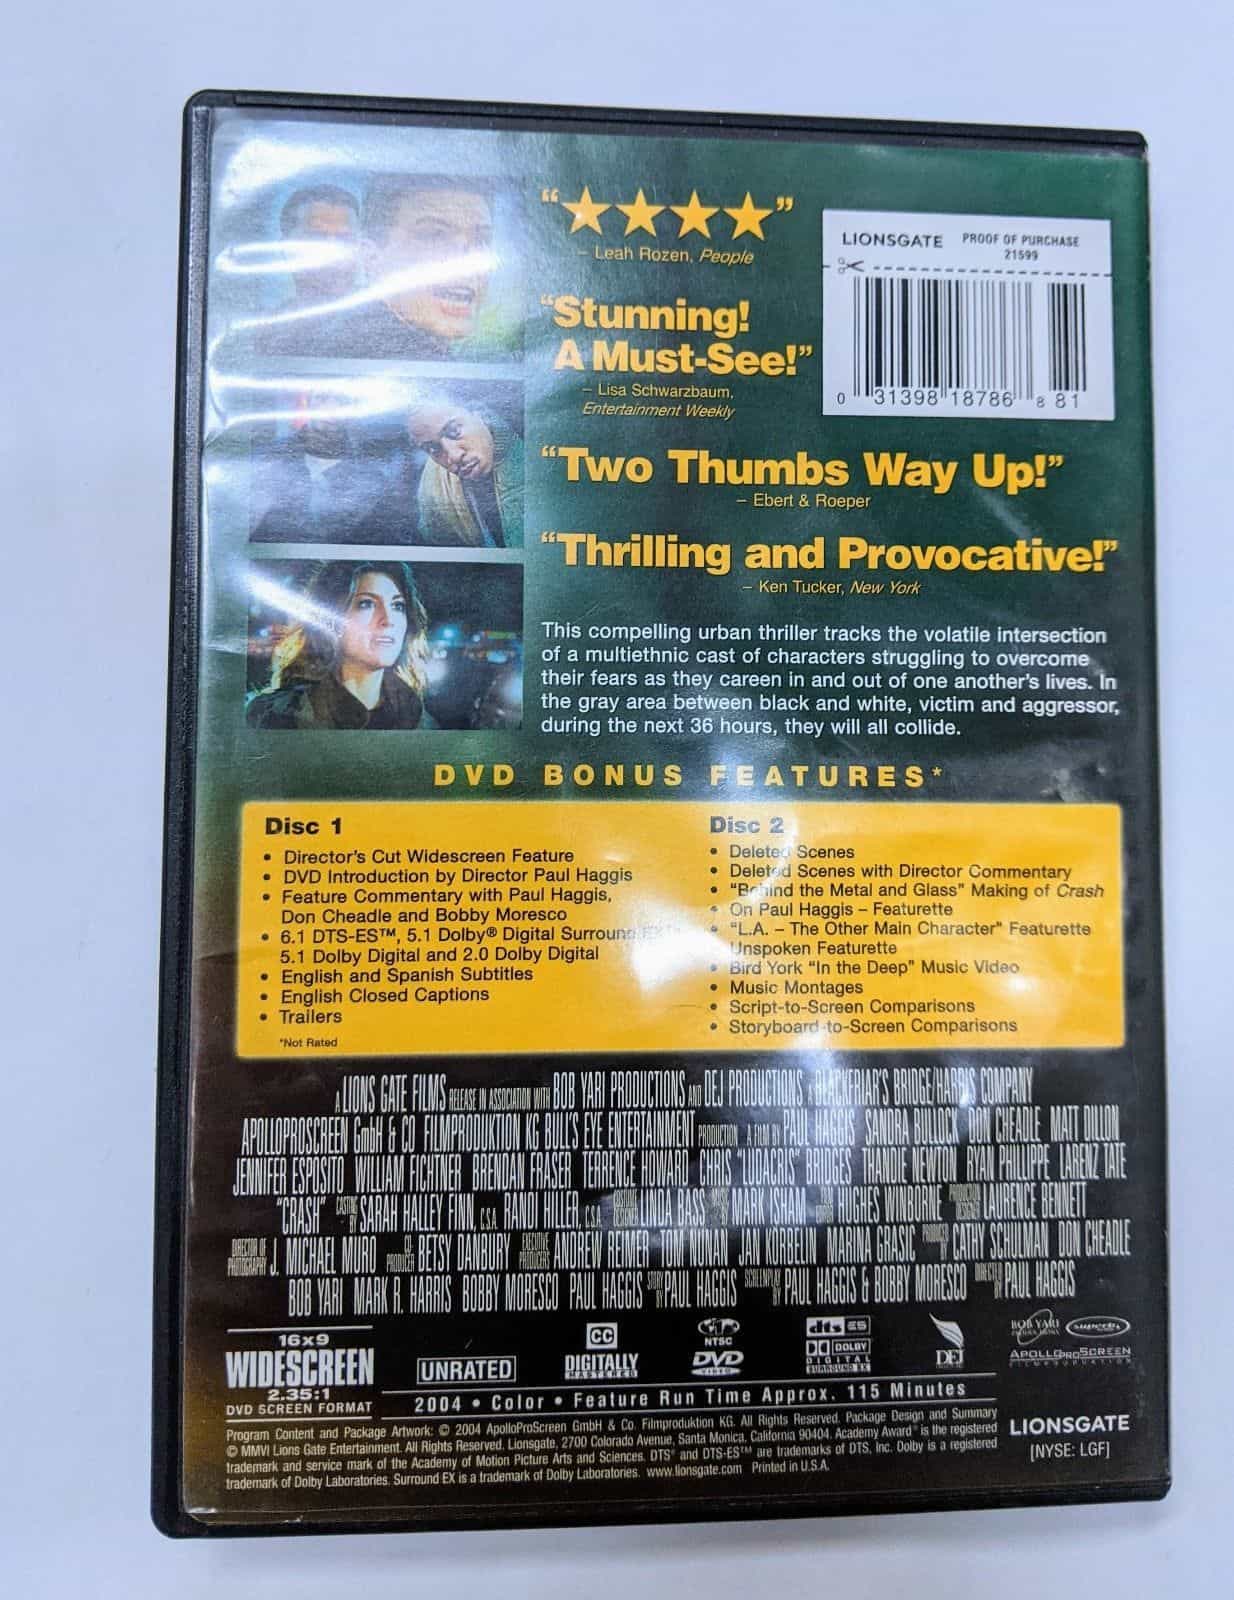 "★★★★"
– Leah Rozen, People
"Stunning!
A Must-See!"
– Lisa Schwarzbaum,
Entertainment Weekly
LIONSGATE PROOF OF PURCHASE
21599
0 31398 18786 8 81
"Two Thumbs Way Up!"
– Ebert & Roeper
"Thrilling and Provocative!"
– Ken Tucker, New York
This compelling urban thriller tracks the volatile intersection
of a multiethnic cast of characters struggling to overcome
their fears as they careen in and out of one another's lives. In
the gray area between black and white, victim and aggressor,
during the next 36 hours, they will all collide.
DVD BONUS FEATURES*
Disc 1
• Director's Cut Widescreen Feature
• DVD Introduction by Director Paul Haggis
• Feature Commentary with Paul Haggis,
Don Cheadle and Bobby Moresco
• 6.1 DTS-ES™, 5.1 Dolby® Digital Surround EX™
5.1 Dolby Digital and 2.0 Dolby Digital
• English and Spanish Subtitles
• English Closed Captions
• Trailers
*Not Rated
Disc 2
• Deleted Scenes
• Deleted Scenes with Director Commentary
• "Behind the Metal and Glass" Making of Crash
• On Paul Haggis – Featurette
• "L.A. – The Other Main Character" Featurette
Unspoken Featurette
• Bird York "In the Deep" Music Video
• Music Montages
• Script-to-Screen Comparisons
• Storyboard-to-Screen Comparisons
A LIONS GATE FILMS RELEASE IN ASSOCIATION WITH BOB YARI PRODUCTIONS AND DEJ PRODUCTIONS A BLACKFRIAR'S BRIDGE/HARRIS COMPANY
APOLLOPROSCREEN GmbH & CO FILMPRODUKTION KG BULL'S EYE ENTERTAINMENT PRODUCTION A FILM BY PAUL HAGGIS SANDRA BULLOCK DON CHEADLE MATT DILLON
JENNIFER ESPOSITO WILLIAM FICHTNER BRENDAN FRASER TERRENCE HOWARD CHRIS "LUDACRIS" BRIDGES THANDIE NEWTON RYAN PHILLIPPE LARENZ TATE
"CRASH" CASTING BY SARAH HALLEY FINN, C.S.A. RANDI HILLER, C.S.A. LINDA BASS MUSIC BY MARK ISHAM HUGHES WINBORNE PRODUCTION DESIGNER LAURENCE BENNETT
DIRECTOR OF PHOTOGRAPHY J. MICHAEL MURO CO-PRODUCER BETSY DANBURY EXECUTIVE PRODUCERS ANDREW REIMER TOM NUNAN JAN KORBELIN MARINA GRASIC PRODUCED BY CATHY SCHULMAN DON CHEADLE
BOB YARI MARK R. HARRIS BOBBY MORESCO PAUL HAGGIS STORY BY PAUL HAGGIS SCREENPLAY BY PAUL HAGGIS & BOBBY MORESCO DIRECTED BY PAUL HAGGIS
16x9
WIDESCREEN
2.35:1
DVD SCREEN FORMAT
UNRATED
CC
DIGITALLY
MASTERED
NTSC
DVD
VIDEO
dts ES
DOLBY
DIGITAL
SURROUND EX
DEJ
BOB YARI
APOLLOPROSCREEN
FILMPRODUKTION
2004 • Color • Feature Run Time Approx. 115 Minutes
Program Content and Package Artwork: © 2004 ApolloProScreen GmbH & Co. Filmproduktion KG. All Rights Reserved. Package Design and Summary
© MMVI Lions Gate Entertainment. All Rights Reserved. Lionsgate, 2700 Colorado Avenue, Santa Monica, California 90404. Academy Award® is the registered
trademark and service mark of the Academy of Motion Picture Arts and Sciences. DTS® and DTS-ES™ are trademarks of DTS, Inc. Dolby is a registered
trademark of Dolby Laboratories. Surround EX is a trademark of Dolby Laboratories. www.lionsgate.com Printed in U.S.A.
LIONSGATE
[NYSE: LGF]